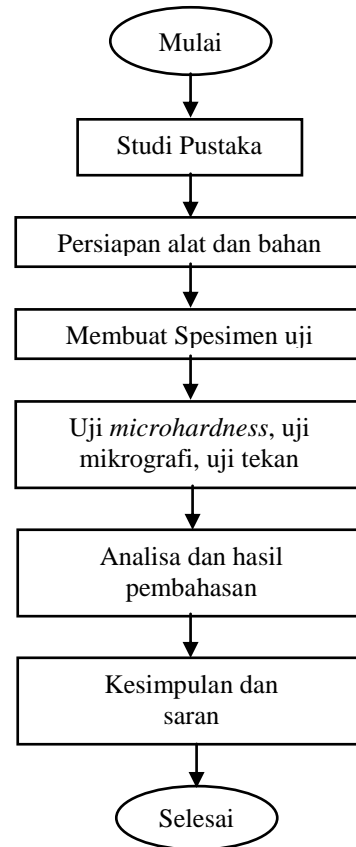 Mulai
Studi Pustaka
Persiapan alat dan bahan
Membuat Spesimen uji
Uji microhardness, uji
mikrografi, uji tekan
Analisa dan hasil
pembahasan
Kesimpulan dan
saran
Selesai